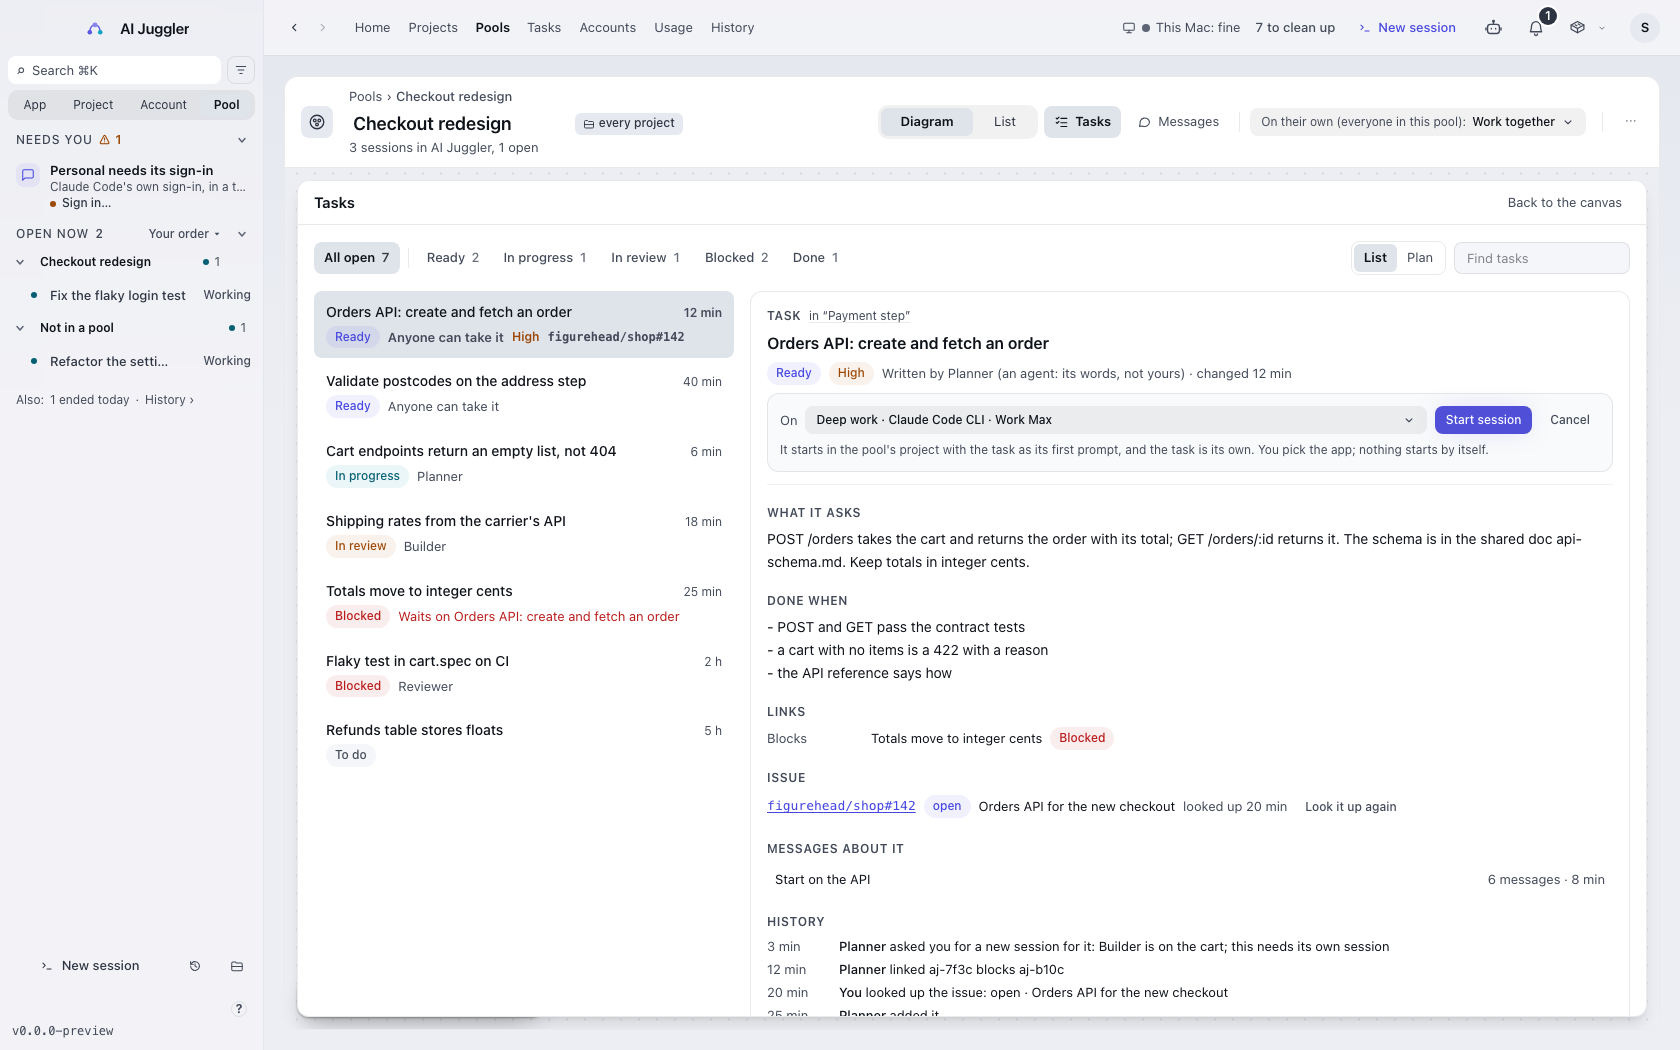 AI Juggler
Search ⌘K
App Project Account Pool
NEEDS YOU 1
Personal needs its sign-in
Claude Code's own sign-in, in a t...
Sign in...
OPEN NOW 2 Your order
Checkout redesign 1
Fix the flaky login test Working
Not in a pool 1
Refactor the setti... Working
Also: 1 ended today · History ›
New session
?
v0.0.0-preview
Home Projects Pools Tasks Accounts Usage History
This Mac: fine 7 to clean up New session 1 S
Pools › Checkout redesign
Checkout redesign
every project
3 sessions in AI Juggler, 1 open
Diagram List Tasks Messages On their own (everyone in this pool): Work together ...
Tasks
Back to the canvas
All open 7 Ready 2 In progress 1 In review 1 Blocked 2 Done 1
List Plan Find tasks
Orders API: create and fetch an order 12 min
Ready Anyone can take it High figurehead/shop#142
Validate postcodes on the address step 40 min
Ready Anyone can take it
Cart endpoints return an empty list, not 404 6 min
In progress Planner
Shipping rates from the carrier's API 18 min
In review Builder
Totals move to integer cents 25 min
Blocked Waits on Orders API: create and fetch an order
Flaky test in cart.spec on CI 2 h
Blocked Reviewer
Refunds table stores floats 5 h
To do
TASK in “Payment step”
Orders API: create and fetch an order
Ready High Written by Planner (an agent: its words, not yours) · changed 12 min
On Deep work · Claude Code CLI · Work Max Start session Cancel
It starts in the pool's project with the task as its first prompt, and the task is its own. You pick the app; nothing starts by itself.
WHAT IT ASKS
POST /orders takes the cart and returns the order with its total; GET /orders/:id returns it. The schema is in the shared doc api-
schema.md. Keep totals in integer cents.
DONE WHEN
- POST and GET pass the contract tests
- a cart with no items is a 422 with a reason
- the API reference says how
LINKS
Blocks Totals move to integer cents Blocked
ISSUE
figurehead/shop#142 open Orders API for the new checkout looked up 20 min Look it up again
MESSAGES ABOUT IT
Start on the API 6 messages · 8 min
HISTORY
3 min Planner asked you for a new session for it: Builder is on the cart; this needs its own session
12 min Planner linked aj-7f3c blocks aj-b10c
20 min You looked up the issue: open · Orders API for the new checkout
25 min Planner added it